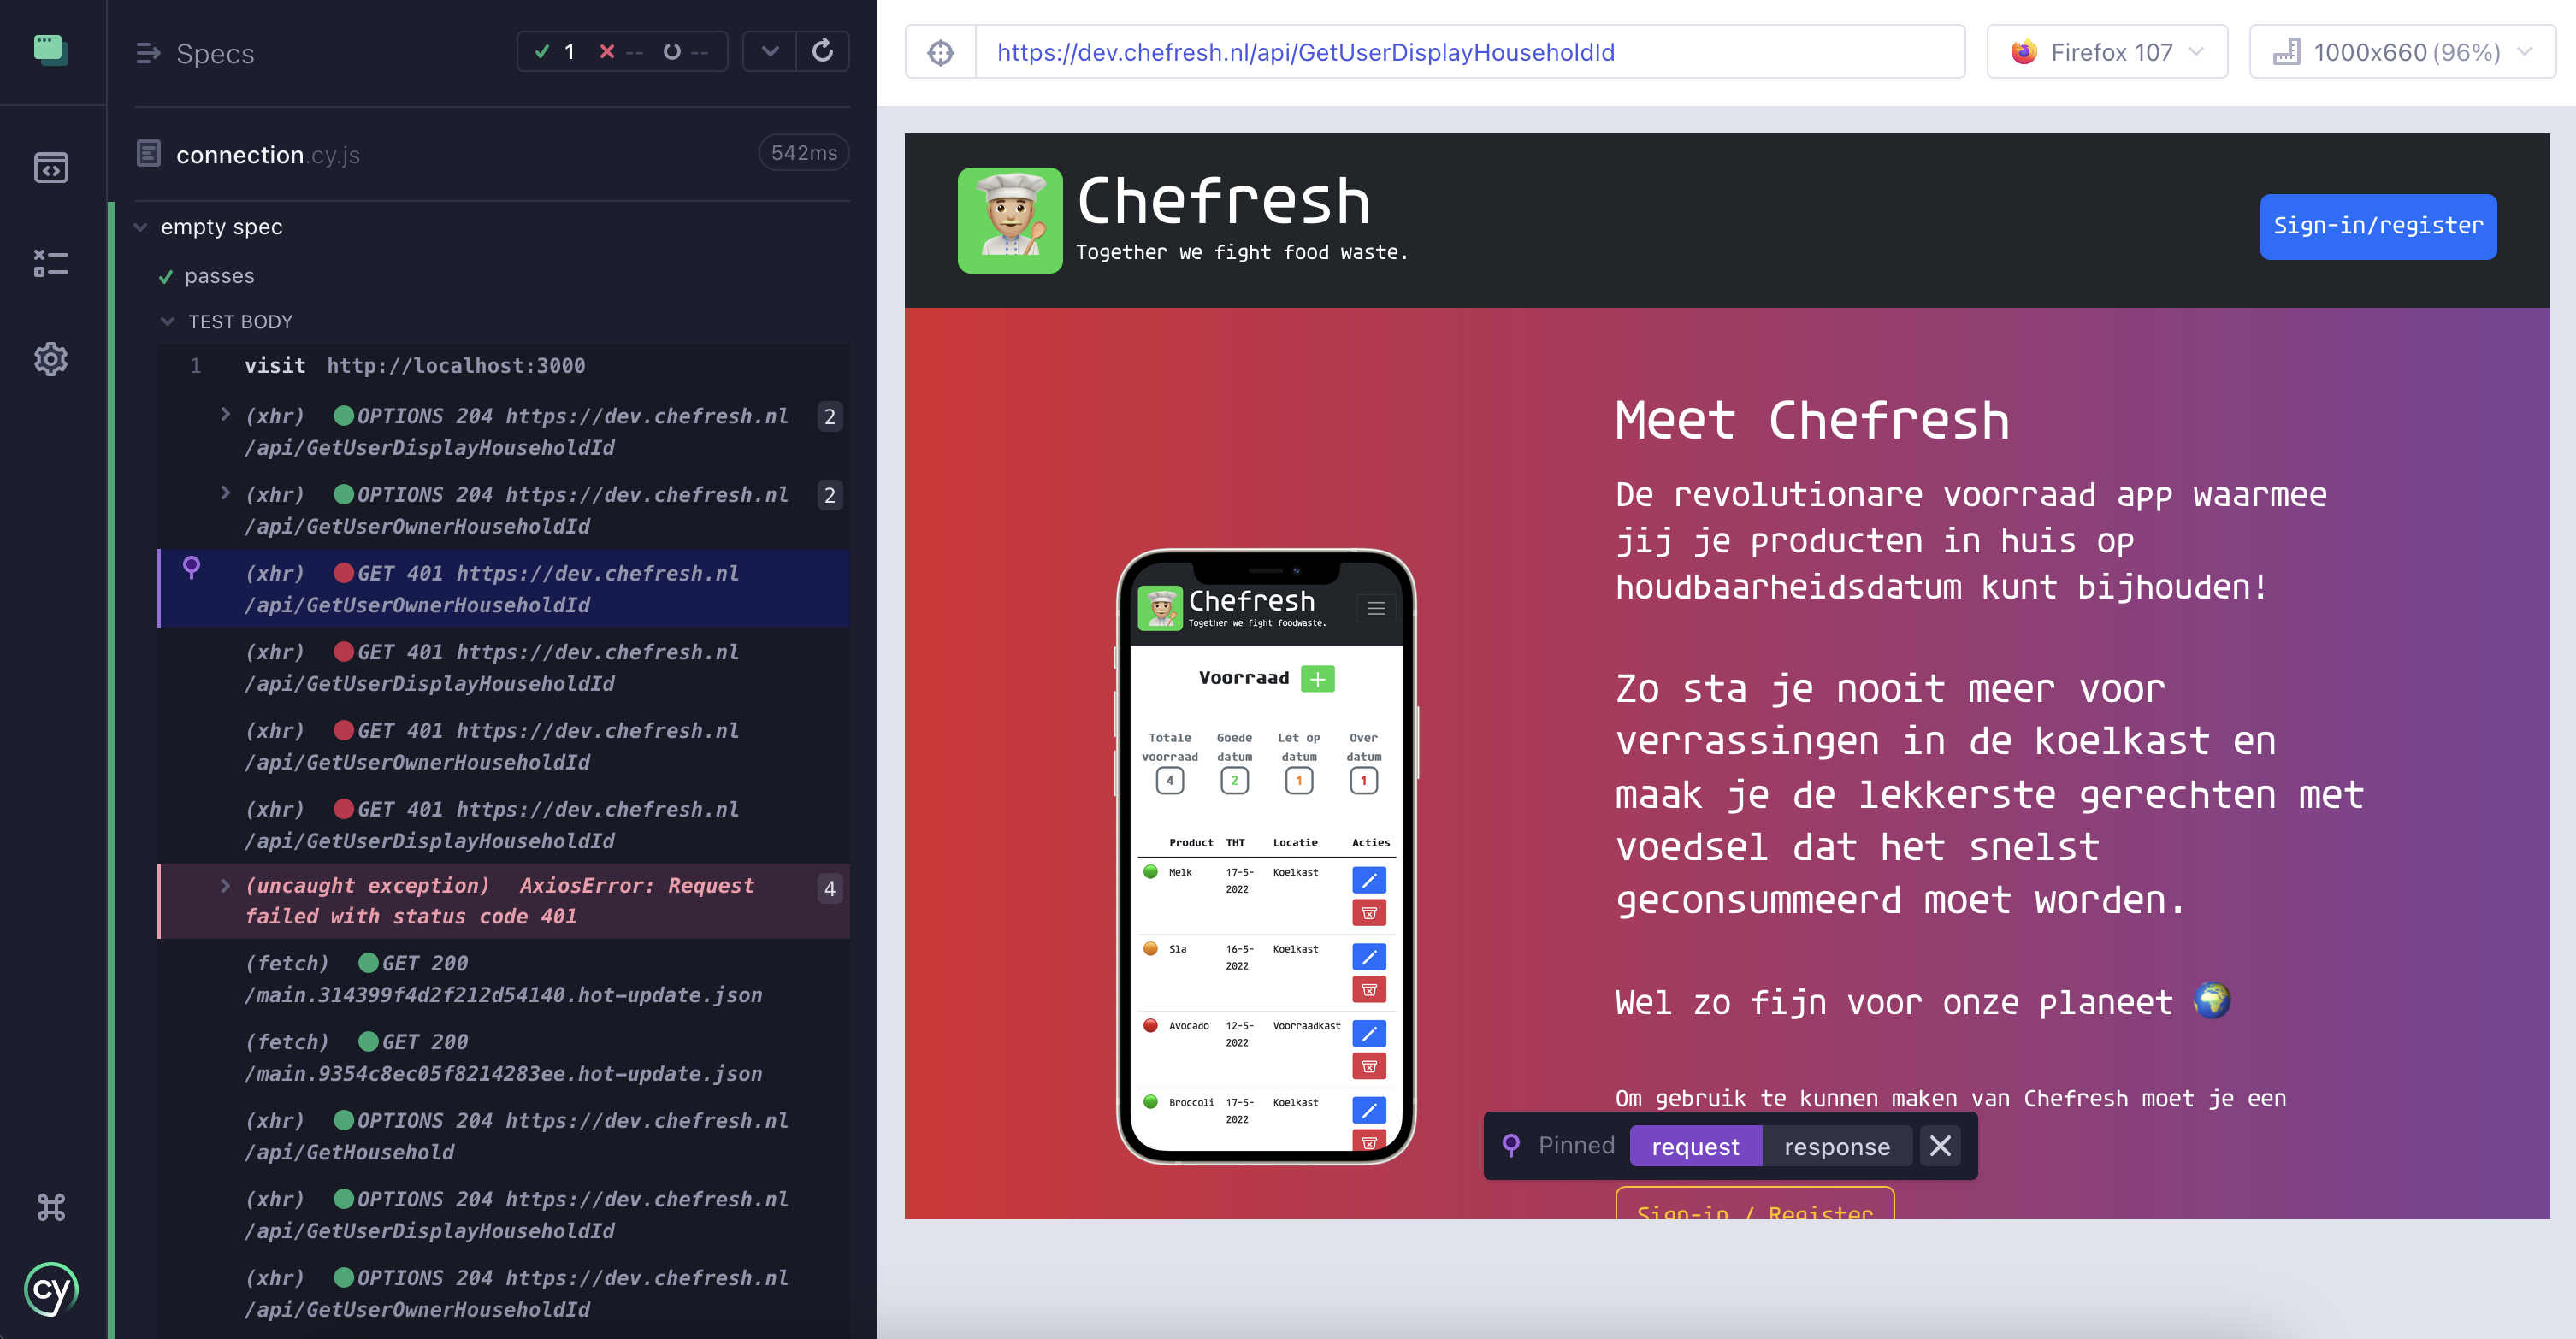 Specs
1
--
--
connection.cy.js
542ms
empty spec
passes
TEST BODY
1 visit http://localhost:3000
(xhr) OPTIONS 204 https://dev.chefresh.nl
/api/GetUserDisplayHouseholdId
2
(xhr) OPTIONS 204 https://dev.chefresh.nl
/api/GetUserOwnerHouseholdId
2
(xhr) GET 401 https://dev.chefresh.nl
/api/GetUserOwnerHouseholdId
(xhr) GET 401 https://dev.chefresh.nl
/api/GetUserDisplayHouseholdId
(xhr) GET 401 https://dev.chefresh.nl
/api/GetUserOwnerHouseholdId
(xhr) GET 401 https://dev.chefresh.nl
/api/GetUserDisplayHouseholdId
(uncaught exception) AxiosError: Request
failed with status code 401
4
(fetch) GET 200
/main.314399f4d2f212d54140.hot-update.json
(fetch) GET 200
/main.9354c8ec05f8214283ee.hot-update.json
(xhr) OPTIONS 204 https://dev.chefresh.nl
/api/GetHousehold
(xhr) OPTIONS 204 https://dev.chefresh.nl
/api/GetUserDisplayHouseholdId
(xhr) OPTIONS 204 https://dev.chefresh.nl
/api/GetUserOwnerHouseholdId
cy
https://dev.chefresh.nl/api/GetUserDisplayHouseholdId
Firefox 107
1000x660 (96%)
Chefresh
Together we fight food waste.
Sign-in/register
Chefresh
Together we fight foodwaste.
Voorraad
Totale
voorraad
4
Goede
datum
2
Let op
datum
1
Over
datum
1
Product THT Locatie Acties
Melk 17-5- Koelkast
2022
Sla 16-5- Koelkast
2022
Avocado 12-5- Voorraadkast
2022
Broccoli 17-5- Koelkast
2022
Meet Chefresh
De revolutionare voorraad app waarmee
jij je producten in huis op
houdbaarheidsdatum kunt bijhouden!
Zo sta je nooit meer voor
verrassingen in de koelkast en
maak je de lekkerste gerechten met
voedsel dat het snelst
geconsummeerd moet worden.
Wel zo fijn voor onze planeet
Om gebruik te kunnen maken van Chefresh moet je een
Pinned request response
Sign-in / Register